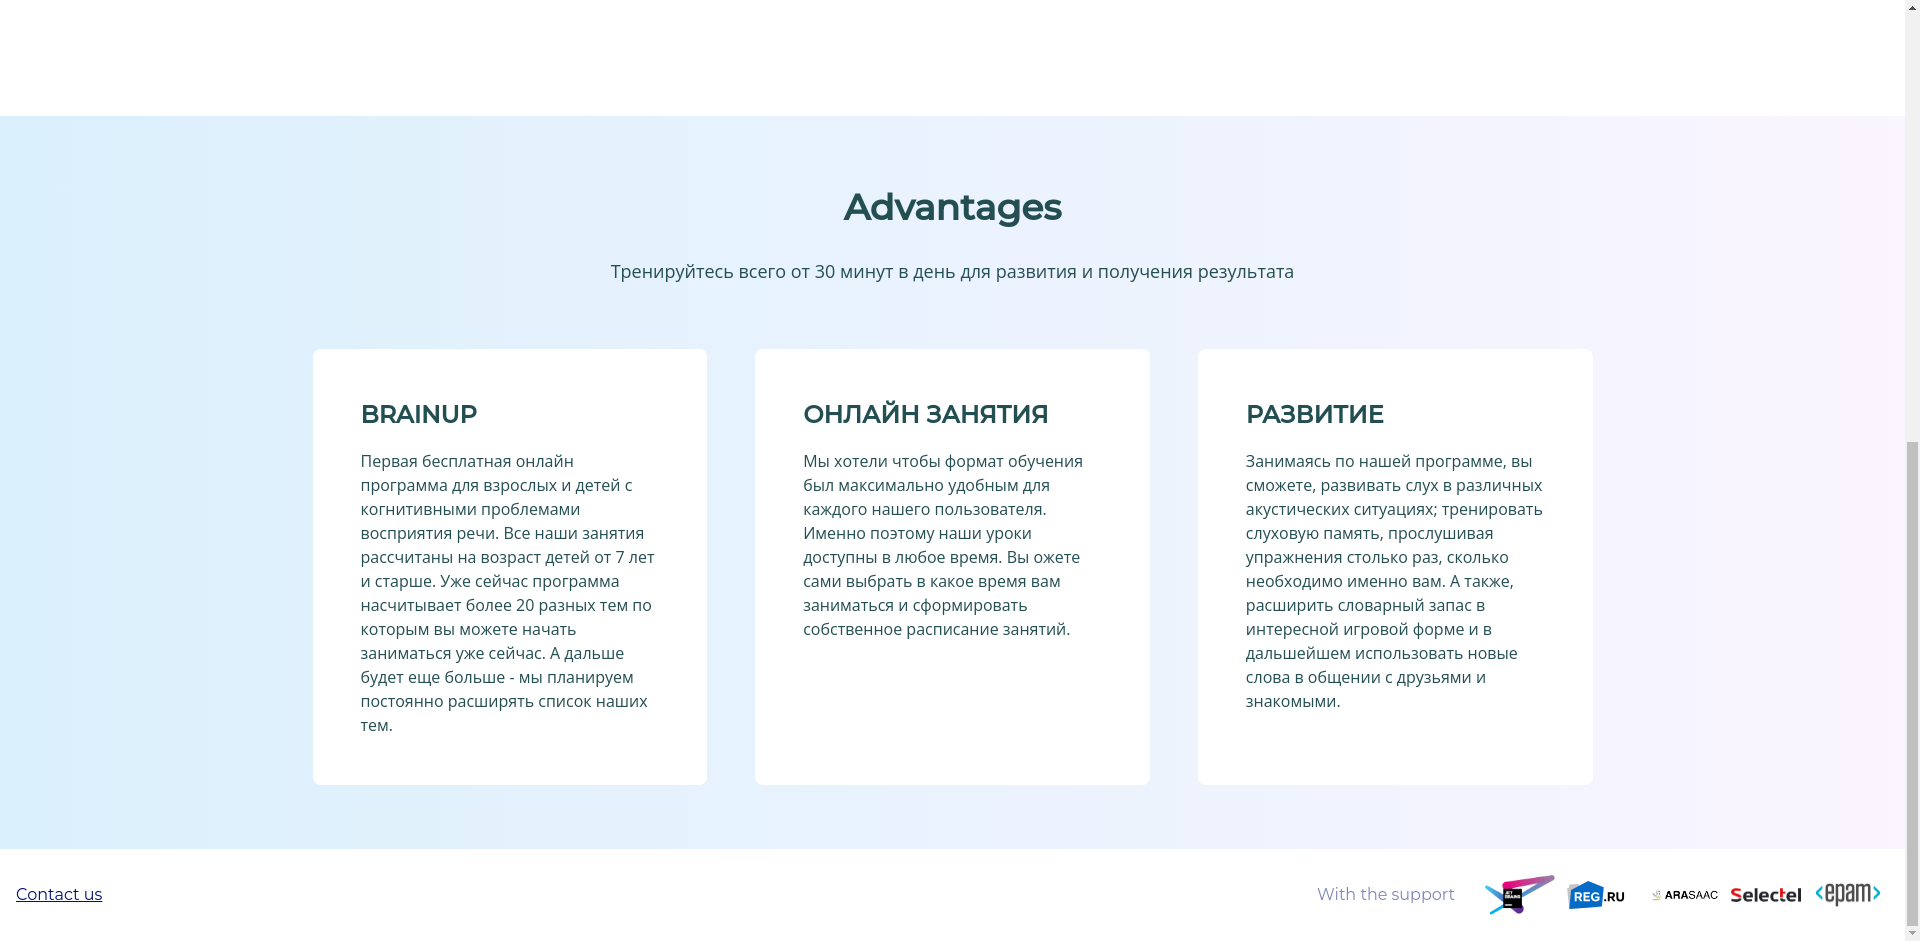 Advantages
Тренируйтесь всего от 30 минут в день для развития и получения результата
BRAINUP
Первая бесплатная онлайн
программа для взрослых и детей с
когнитивными проблемами
восприятия речи. Все наши занятия
рассчитаны на возраст детей от 7 лет
и старше. Уже сейчас программа
насчитывает более 20 разных тем по
которым вы можете начать
заниматься уже сейчас. А дальше
будет еще больше - мы планируем
постоянно расширять список наших
тем.
ОНЛАЙН ЗАНЯТИЯ
Мы хотели чтобы формат обучения
был максимально удобным для
каждого нашего пользователя.
Именно поэтому наши уроки
доступны в любое время. Вы ожете
сами выбрать в какое время вам
заниматься и сформировать
собственное расписание занятий.
РАЗВИТИЕ
Занимаясь по нашей программе, вы
сможете, развивать слух в различных
акустических ситуациях; тренировать
слуховую память, прослушивая
упражнения столько раз, сколько
необходимо именно вам. А также,
расширить словарный запас в
интересной игровой форме и в
дальшейшем использовать новые
слова в общении с друзьями и
знакомыми.
Contact us
With the support
JET
BRAINS
REG.RU
ARASAAC
Selectel
<epam>